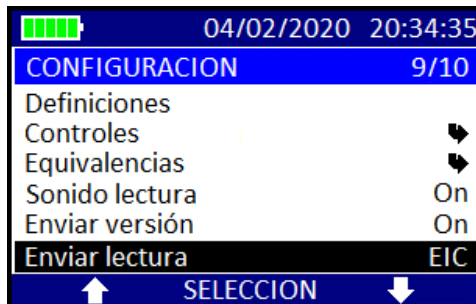 04/02/2020 20:34:35
CONFIGURACION 9/10
Definiciones
Controles
Equivalencias
Sonido lectura On
Enviar versión On
Enviar lectura EIC
SELECCION